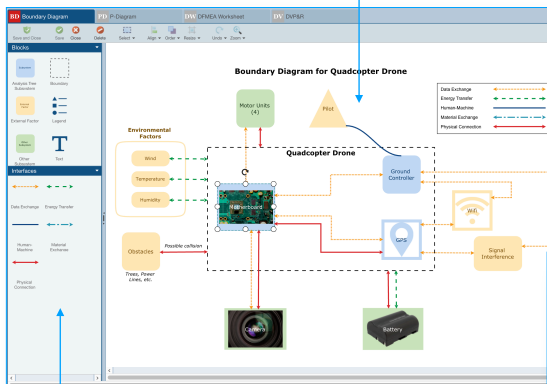 BD Boundary Diagram
PD P-Diagram
DW DFMEA Worksheet
DV DVP&R
Save and Close
Save
Close
Delete
Select
Align
Order
Resize
Undo
Zoom
Blocks
Analysis Tree
Subsystem
Boundary
External Factor
Legend
Other
Subsystem
T
Text
Interfaces
Data Exchange
Energy Transfer
Human-
Machine
Material
Exchange
Physical
Connection
Boundary Diagram for Quadcopter Drone
Data Exchange
Energy Transfer
Human-Machine
Material Exchange
Physical Connection
Motor Units
(4)
Pilot
Environmental
Factors
Wind
Temperature
Humidity
Quadcopter Drone
Ground
Controller
Motherboard
GPS
Wifi
Signal
Interference
Obstacles
Possible collision
Trees, Power
Lines, etc.
Camera
Battery